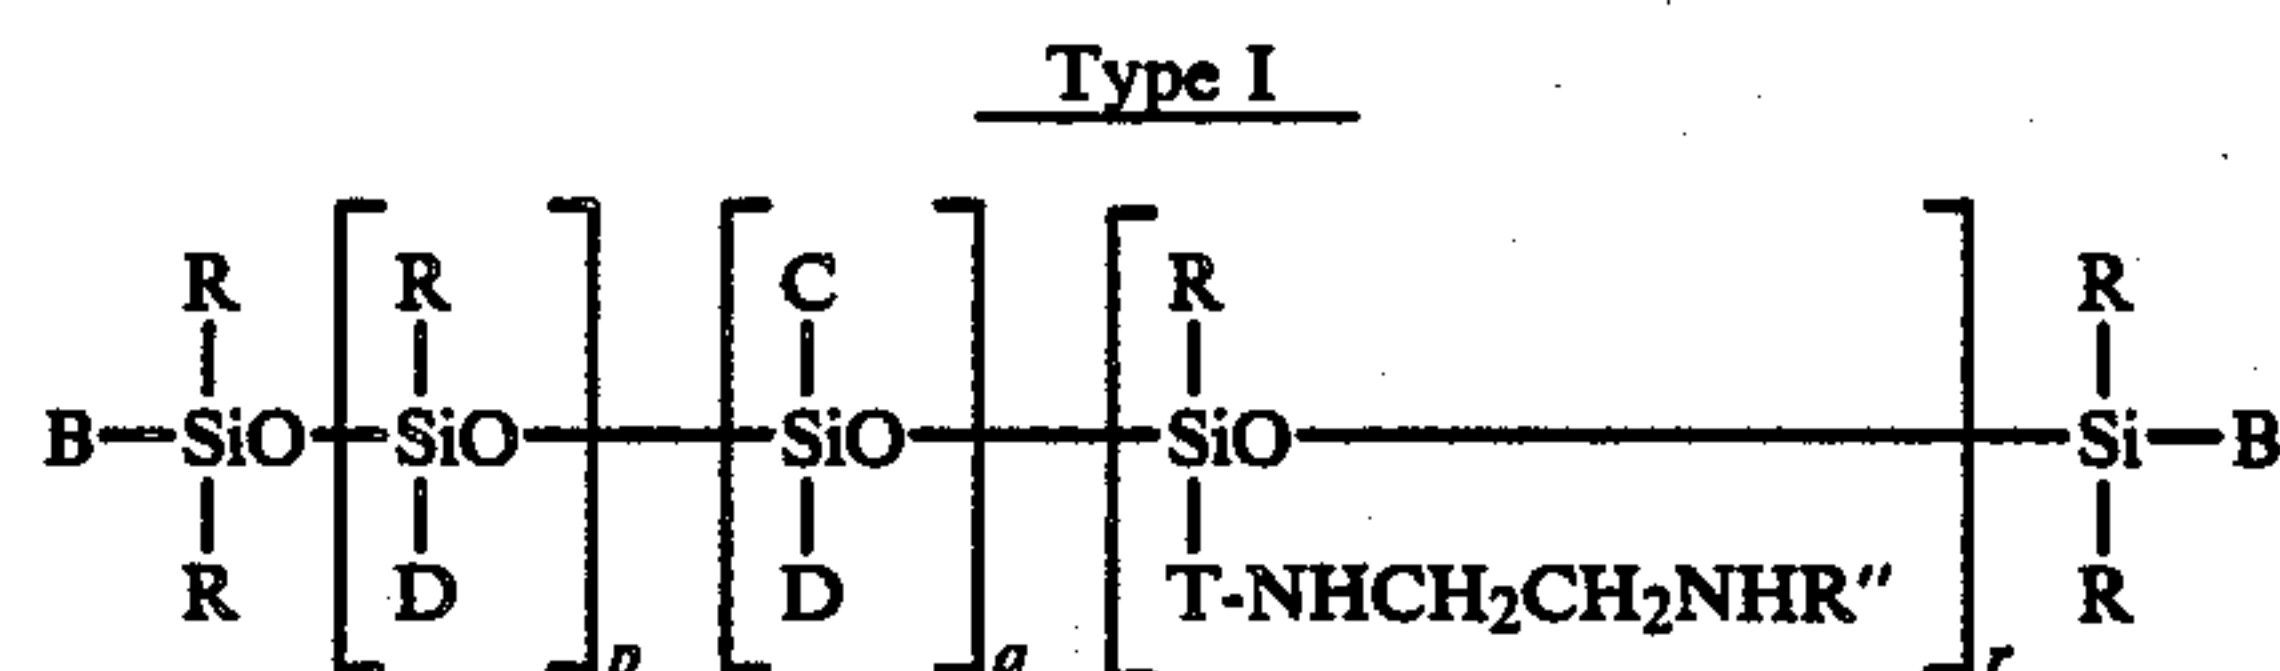 Type I
R R C R R
B—SiO—SiO—SiO—SiO—Si—B
R D D T-NHCH₂CH₂NHR″ R
p q r